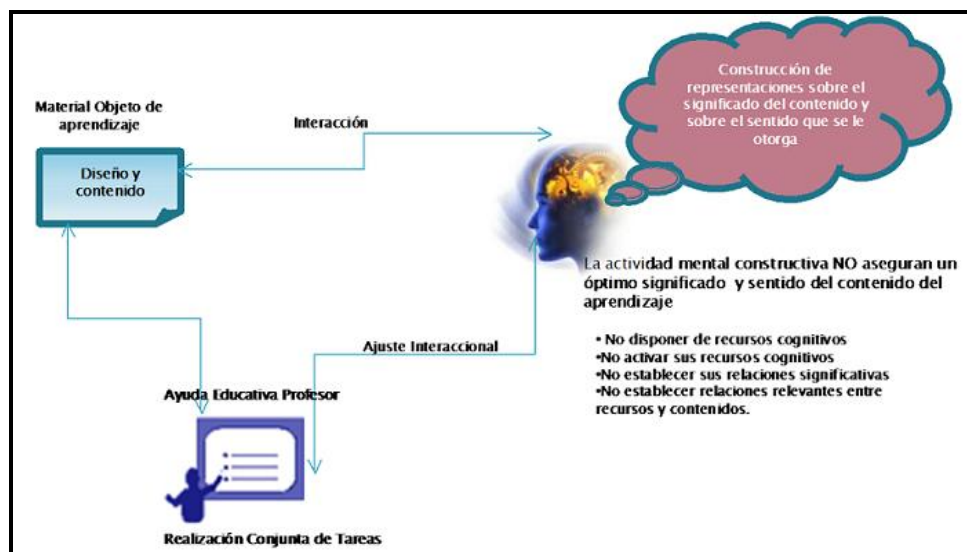 Construcción de
representaciones sobre el
significado del contenido y
sobre el sentido que se le
otorga
Material Objeto de
aprendizaje
Interacción
Diseño y
contenido
La actividad mental constructiva NO aseguran un
óptimo significado y sentido del contenido del
aprendizaje
• No disponer de recursos cognitivos
•No activar sus recursos cognitivos
•No establecer sus relaciones significativas
•No establecer relaciones relevantes entre
recursos y contenidos.
Ajuste Interaccional
Ayuda Educativa Profesor
Realización Conjunta de Tareas